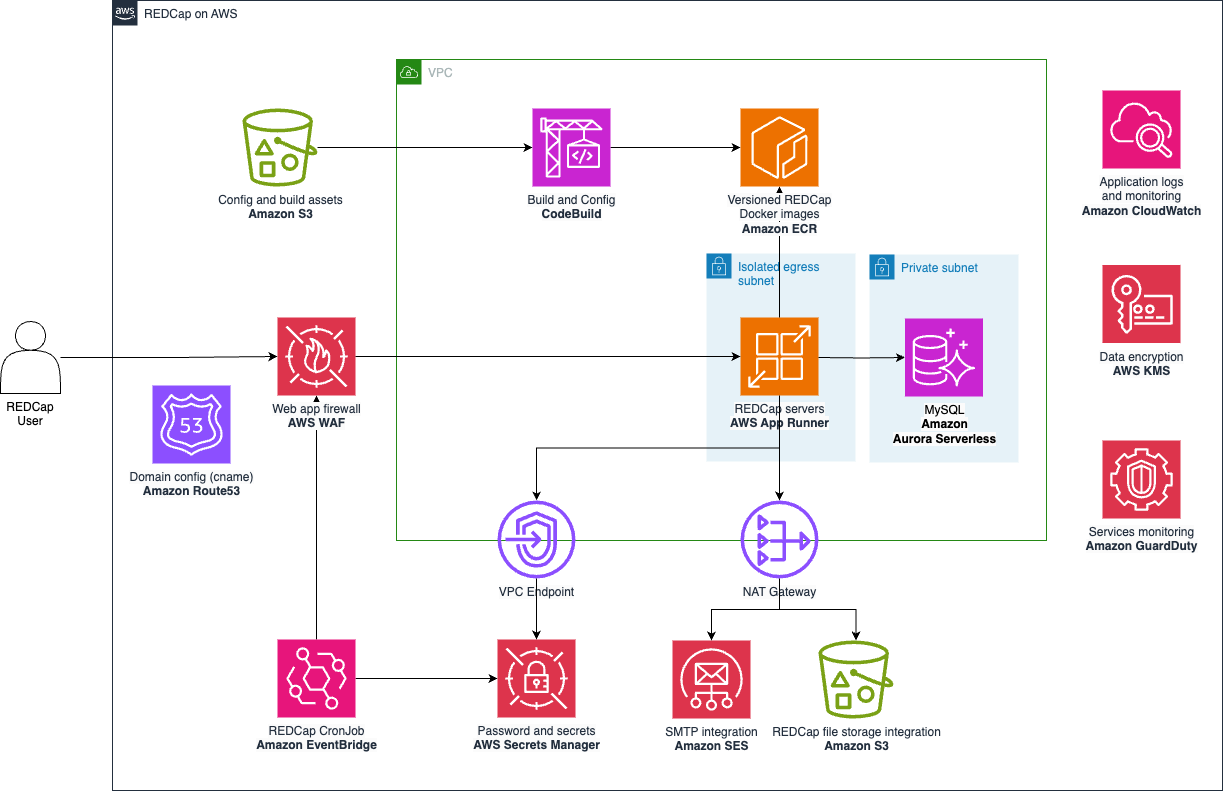 aws
REDCap on AWS
VPC
Config and build assets
Amazon S3
Build and Config
CodeBuild
Versioned REDCap
Docker images
Amazon ECR
Application logs
and monitoring
Amazon CloudWatch
Isolated egress
subnet
Private subnet
Data encryption
AWS KMS
REDCap
User
Web app firewall
AWS WAF
REDCap servers
AWS App Runner
MySQL
Amazon
Aurora Serverless
53
Domain config (cname)
Amazon Route53
Services monitoring
Amazon GuardDuty
VPC Endpoint
NAT Gateway
REDCap CronJob
Amazon EventBridge
Password and secrets
AWS Secrets Manager
SMTP integration
Amazon SES
REDCap file storage integration
Amazon S3